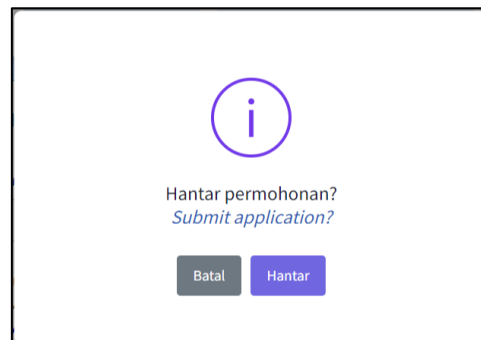 i
Hantar permohonan?
Submit application?
Batal Hantar